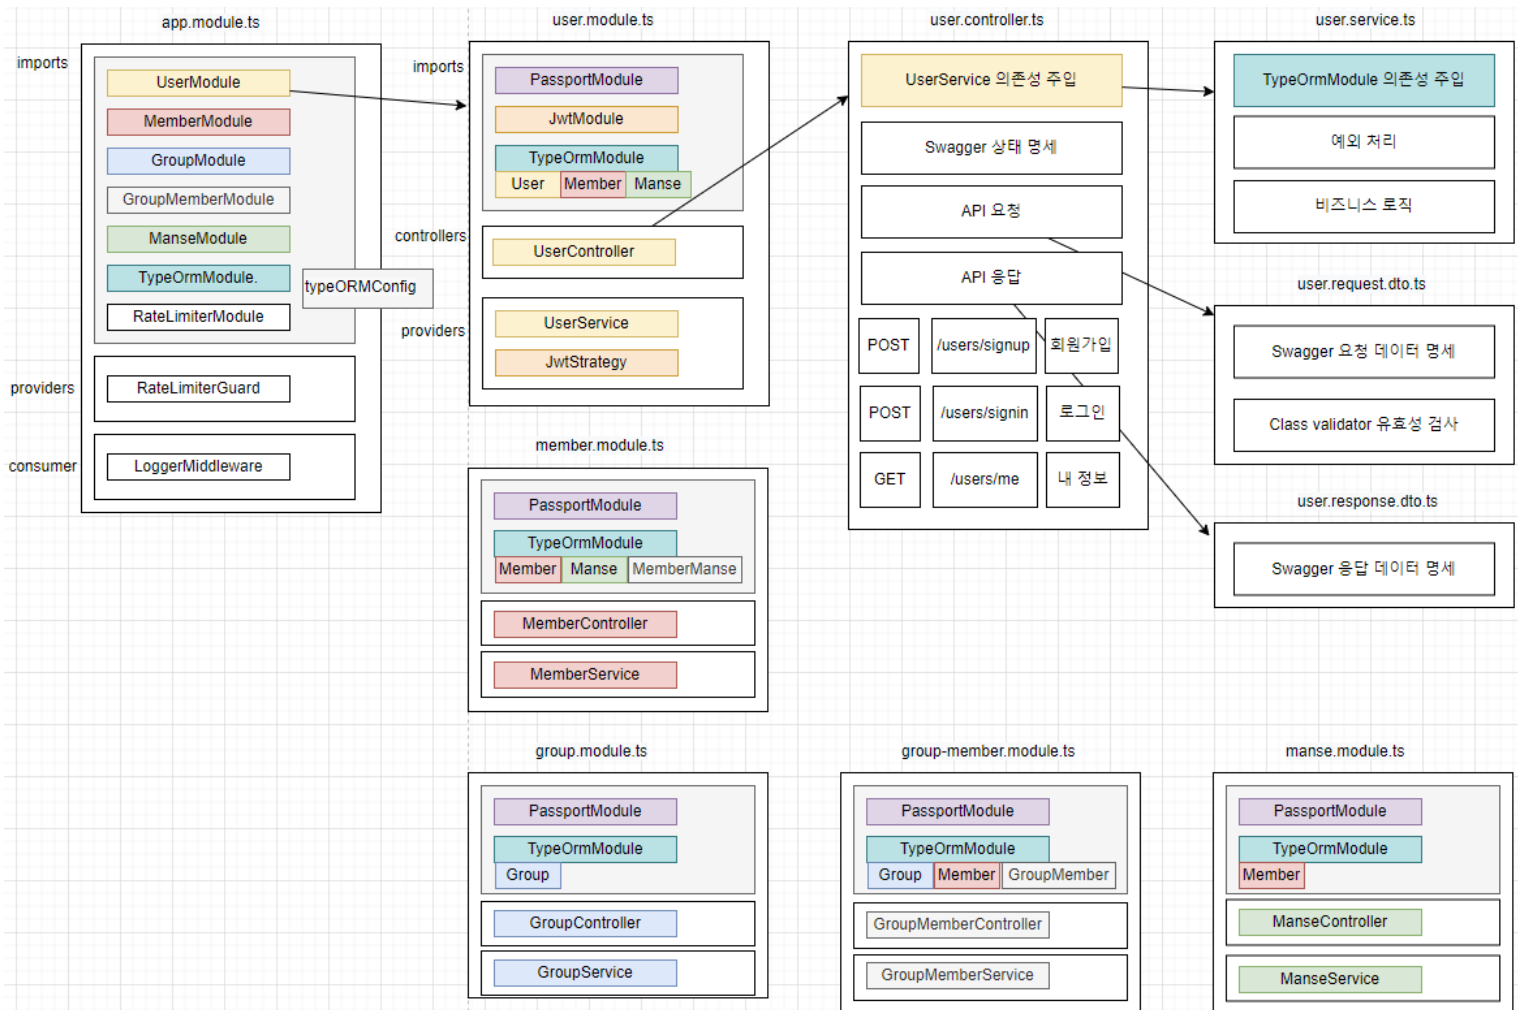 app.module.ts
imports
UserModule
MemberModule
GroupModule
GroupMemberModule
ManseModule
TypeOrmModule.
typeORMConfig
RateLimiterModule
providers
RateLimiterGuard
consumer
LoggerMiddleware
user.module.ts
imports
PassportModule
JwtModule
TypeOrmModule
User Member Manse
controllers
UserController
providers
UserService
JwtStrategy
user.controller.ts
UserService 의존성 주입
Swagger 상태 명세
API 요청
API 응답
POST /users/signup 회원가입
POST /users/signin 로그인
GET /users/me 내 정보
user.service.ts
TypeOrmModule 의존성 주입
예외 처리
비즈니스 로직
user.request.dto.ts
Swagger 요청 데이터 명세
Class validator 유효성 검사
user.response.dto.ts
Swagger 응답 데이터 명세
member.module.ts
PassportModule
TypeOrmModule
Member Manse MemberManse
MemberController
MemberService
group.module.ts
PassportModule
TypeOrmModule
Group
GroupController
GroupService
group-member.module.ts
PassportModule
TypeOrmModule
Group Member GroupMember
GroupMemberController
GroupMemberService
manse.module.ts
PassportModule
TypeOrmModule
Member
ManseController
ManseService